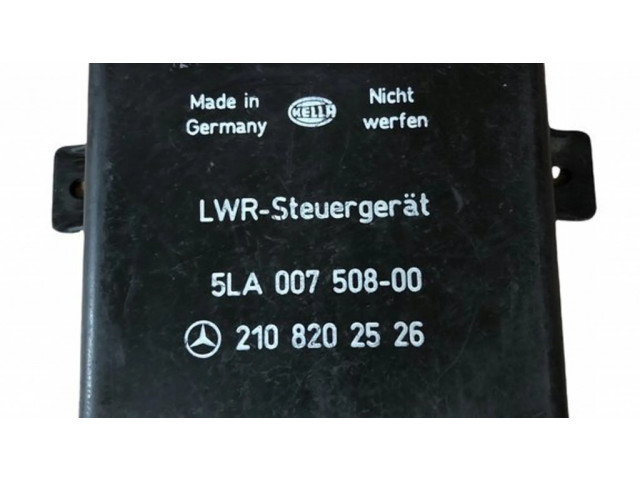 Made in
Germany
HELLA
Nicht
werfen
LWR-Steuergerät
5LA 007 508-00
210 820 25 26